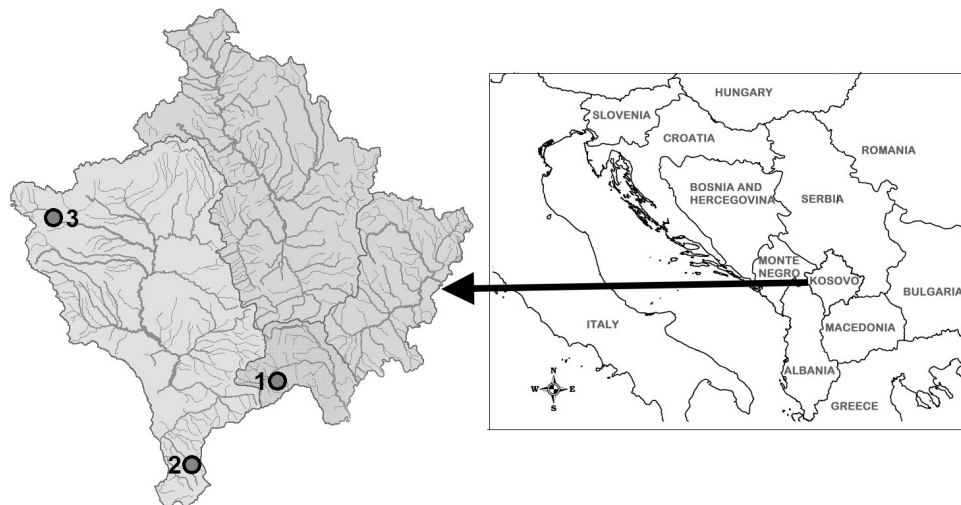 3
1
2
HUNGARY
SLOVENIA
CROATIA
ROMANIA
BOSNIA AND
HERCEGOVINA
SERBIA
MONTE
NEGRO
KOSOVO
BULGARIA
ITALY
MACEDONIA
ALBANIA
GREECE
N
W
E
S